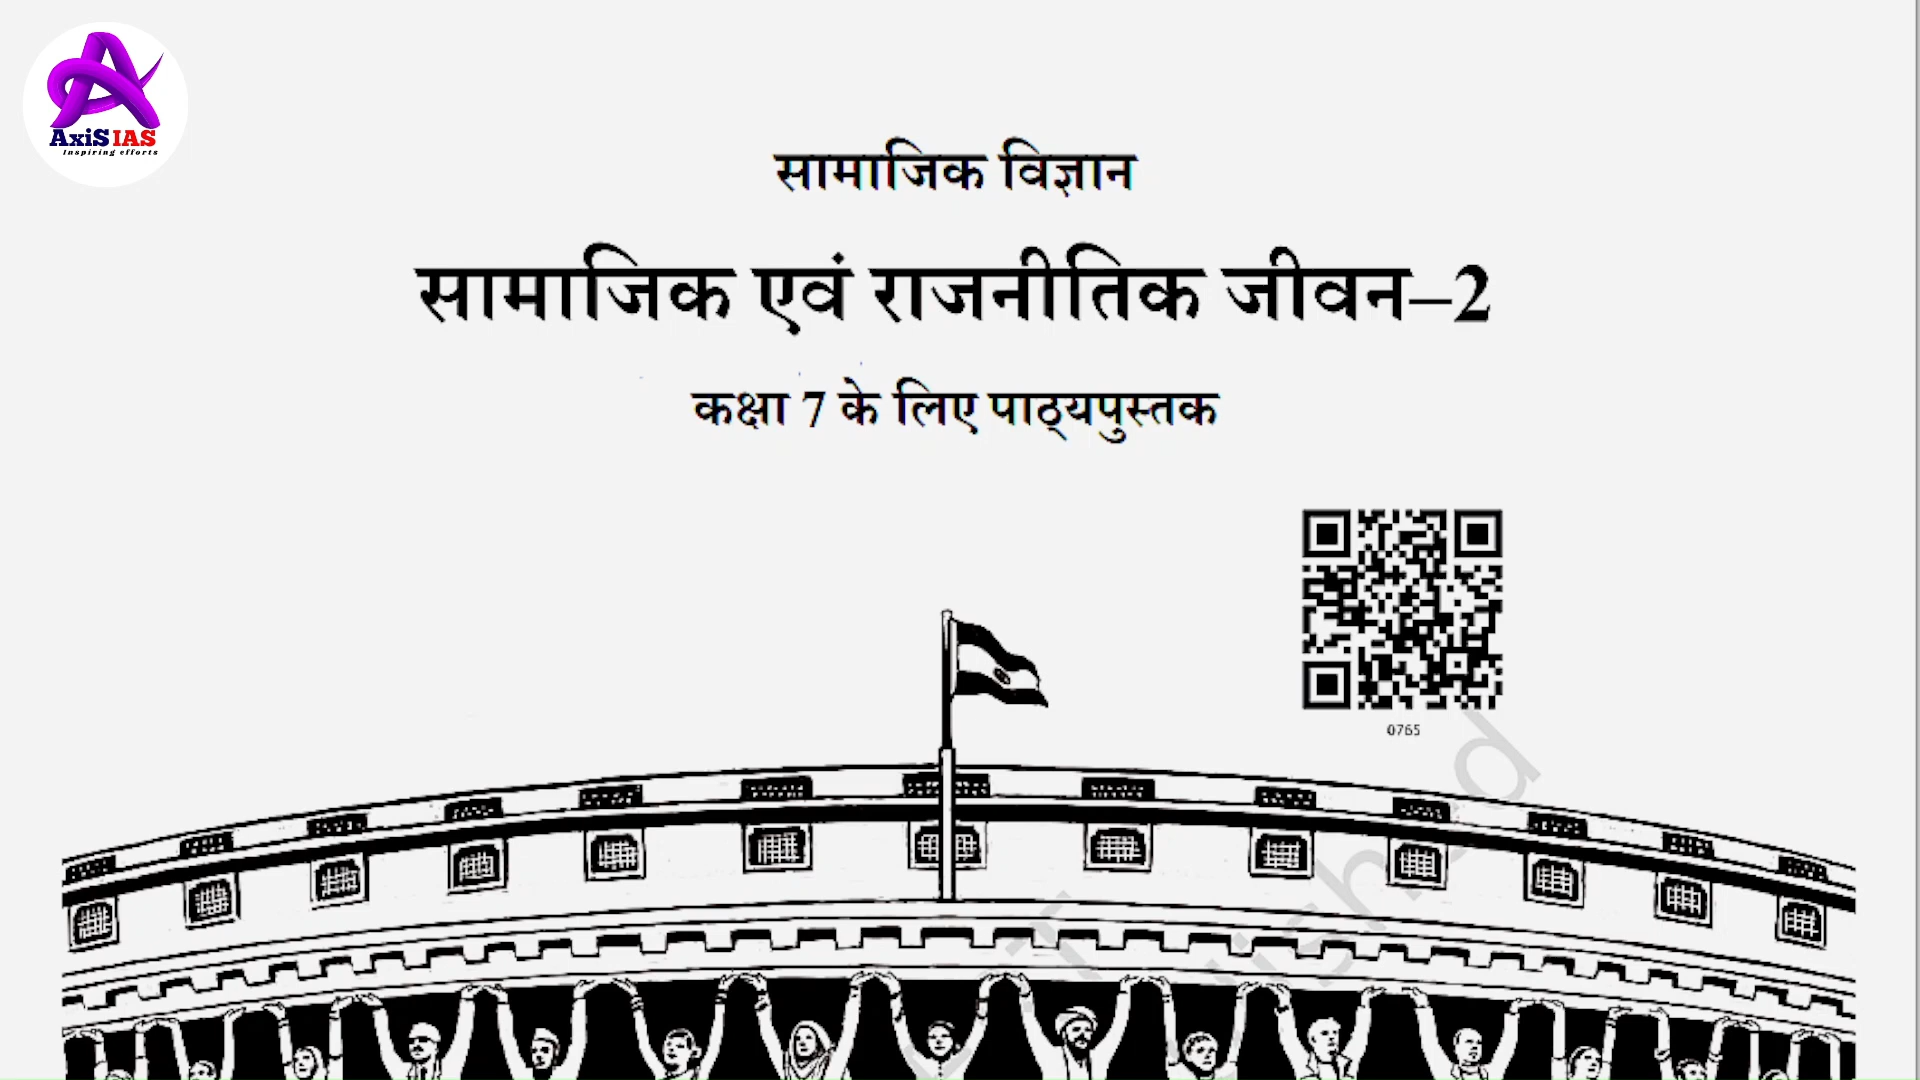 AxiS IAS
Inspiring efforts
सामाजिक विज्ञान
सामाजिक एवं राजनीतिक जीवन–2
कक्षा 7 के लिए पाठ्यपुस्तक
0765